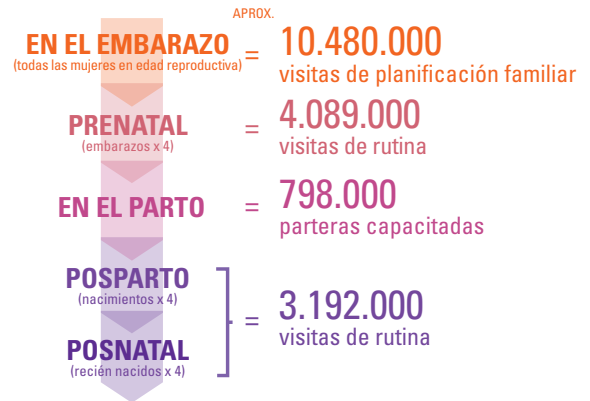 APROX.
EN EL EMBARAZO
(todas las mujeres en edad reproductiva)
= 10.480.000
visitas de planificación familiar
PRENATAL
(embarazos x 4)
= 4.089.000
visitas de rutina
EN EL PARTO
= 798.000
parteras capacitadas
POSPARTO
(nacimientos x 4)
POSNATAL
(recién nacidos x 4)
= 3.192.000
visitas de rutina